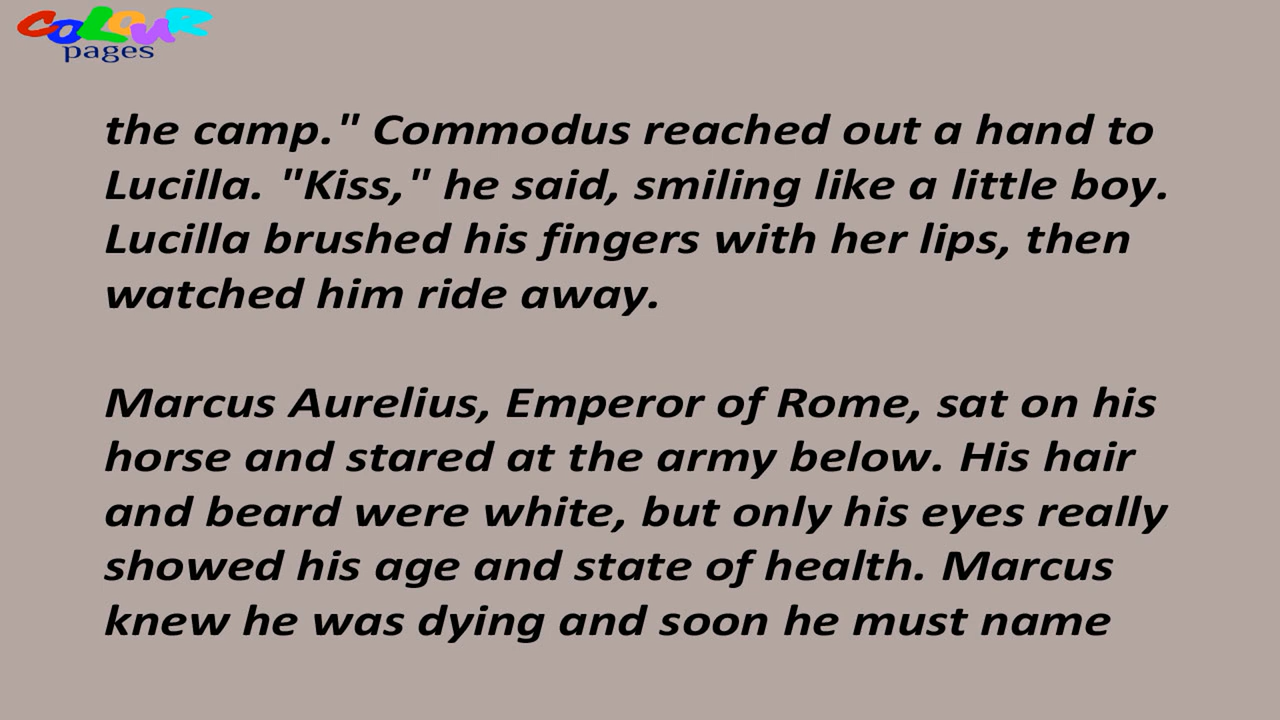 COLOUR
pages
the camp." Commodus reached out a hand to
Lucilla. "Kiss," he said, smiling like a little boy.
Lucilla brushed his fingers with her lips, then
watched him ride away.
Marcus Aurelius, Emperor of Rome, sat on his
horse and stared at the army below. His hair
and beard were white, but only his eyes really
showed his age and state of health. Marcus
knew he was dying and soon he must name